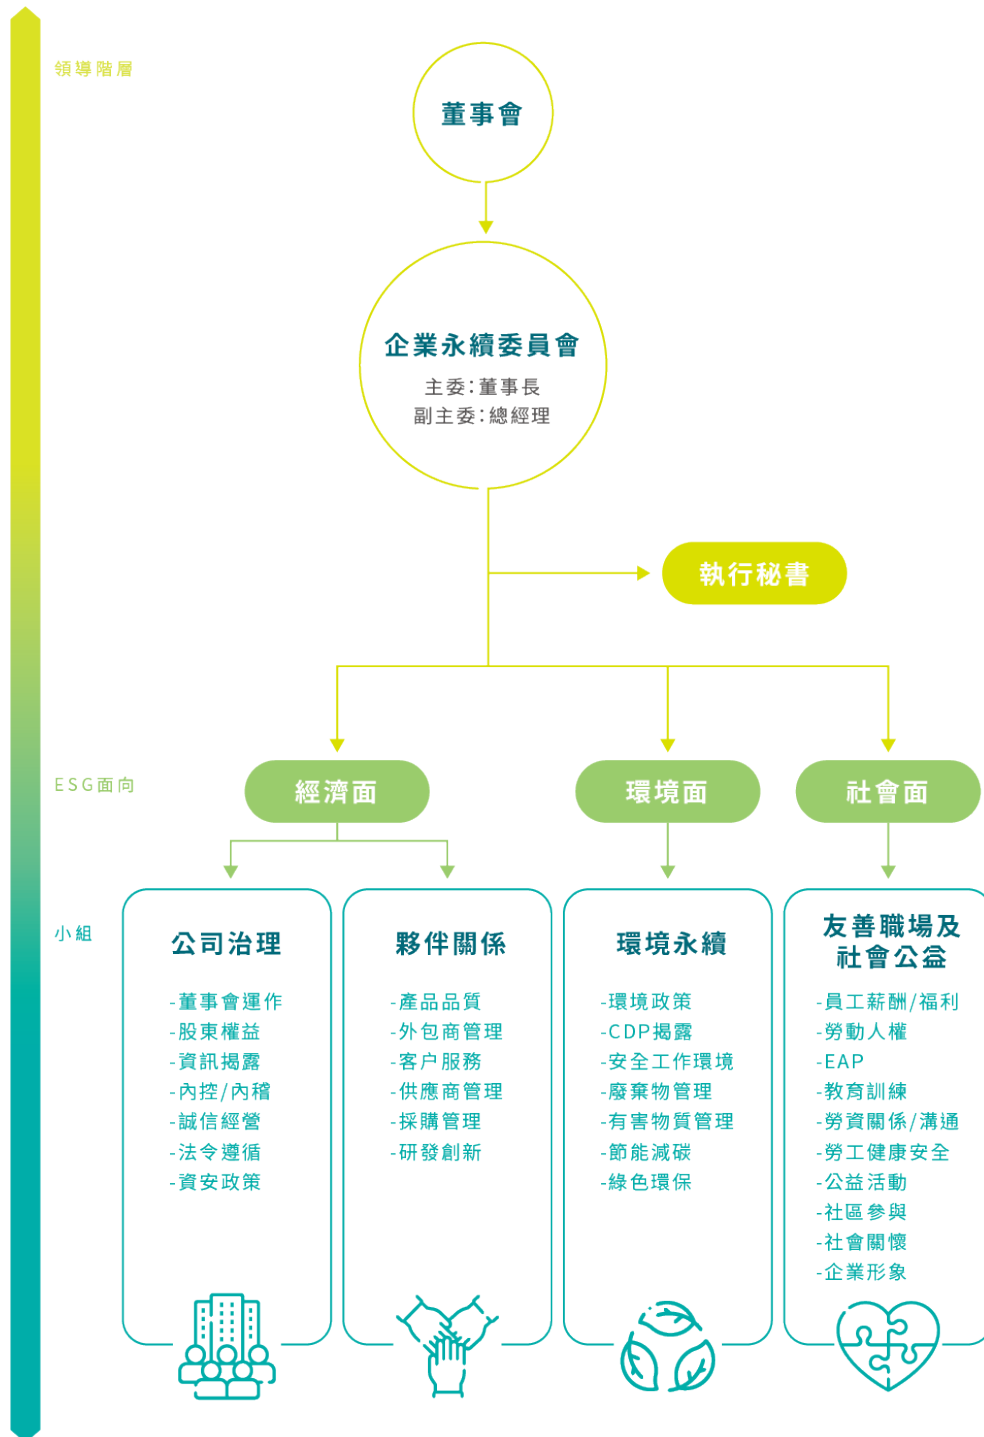 領導階層
董事會
企業永續委員會
主委：董事長
副主委：總經理
執行秘書
ESG面向
經濟面
環境面
社會面
小組
公司治理
-董事會運作
-股東權益
-資訊揭露
-內控/內稽
-誠信經營
-法令遵循
-資安政策
夥伴關係
-產品品質
-外包商管理
-客户服務
-供應商管理
-採購管理
-研發創新
環境永續
-環境政策
-CDP揭露
-安全工作環境
-廢棄物管理
-有害物質管理
-節能減碳
-綠色環保
友善職場及
社會公益
-員工薪酬/福利
-勞動人權
-EAP
-教育訓練
-勞資關係/溝通
-勞工健康安全
-公益活動
-社區參與
-社會關懷
-企業形象